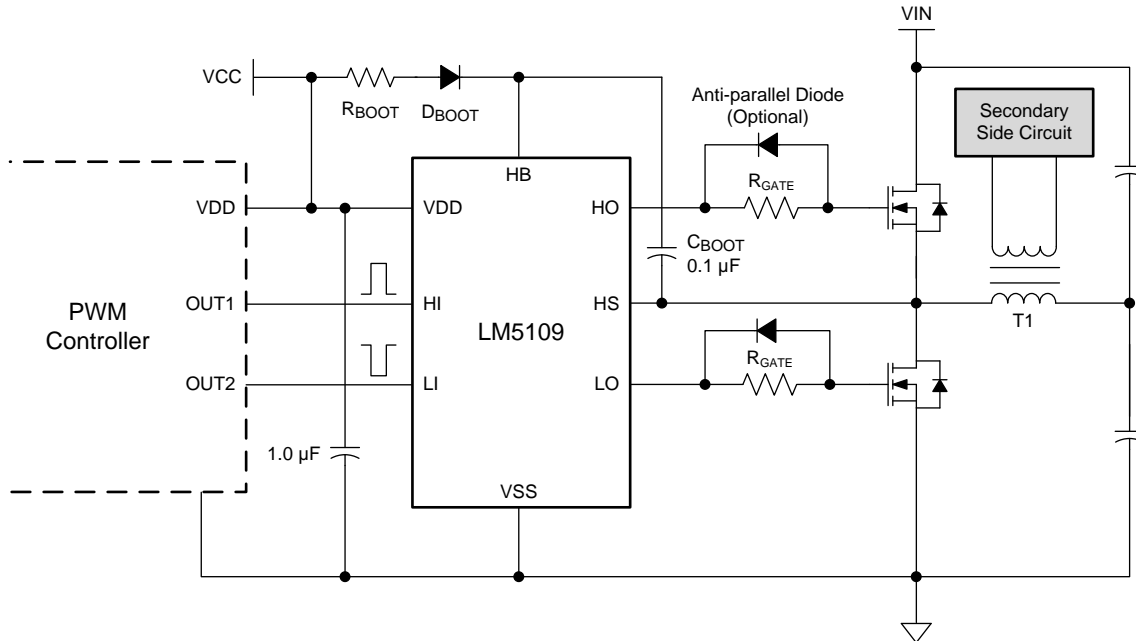 VIN
VCC
RBOOT
DBOOT
Anti-parallel Diode
(Optional)
Secondary
Side Circuit
HB
RGATE
VDD
VDD
HO
CBOOT
0.1 µF
PWM
Controller
OUT1
HI
LM5109
HS
T1
RGATE
OUT2
LI
LO
1.0 µF
VSS